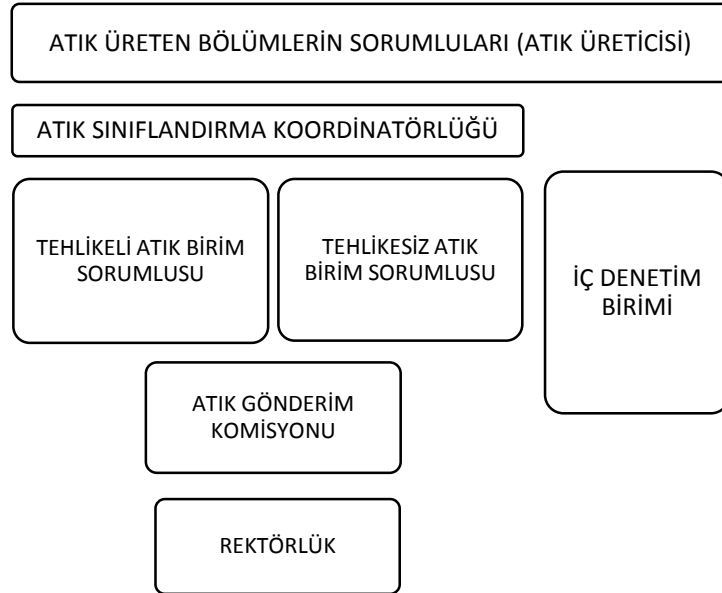 ATIK ÜRETEN BÖLÜMLERİN SORUMLULARI (ATIK ÜRETİCİSİ)
ATIK SINIFLANDIRMA KOORDİNATÖRLÜĞÜ
TEHLİKELİ ATIK BİRİM
SORUMLUSU
TEHLİKESİZ ATIK
BİRİM SORUMLUSU
İÇ DENETİM
BİRİMİ
ATIK GÖNDERİM
KOMİSYONU
REKTÖRLÜK